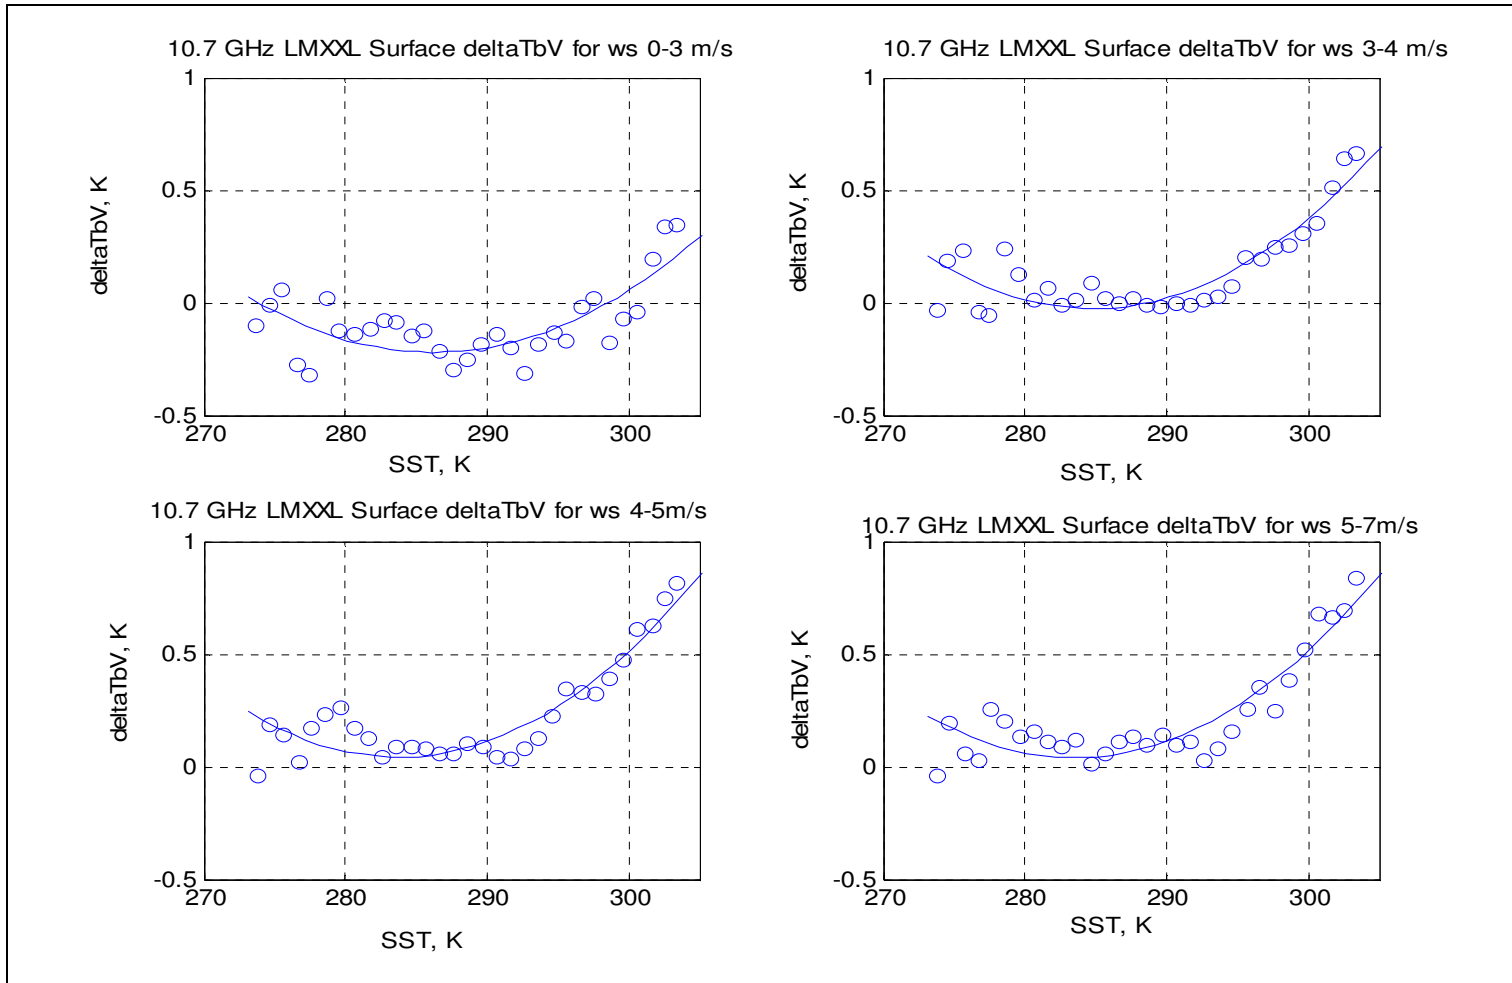 10.7 GHz LMXXL Surface deltaTbV for ws 0-3 m/s
1
0.5
0
-0.5
deltaTbV, K
270 280 290 300
SST, K
10.7 GHz LMXXL Surface deltaTbV for ws 3-4 m/s
1
0.5
0
-0.5
deltaTbV, K
270 280 290 300
SST, K
10.7 GHz LMXXL Surface deltaTbV for ws 4-5m/s
1
0.5
0
-0.5
deltaTbV, K
270 280 290 300
SST, K
10.7 GHz LMXXL Surface deltaTbV for ws 5-7m/s
1
0.5
0
-0.5
deltaTbV, K
270 280 290 300
SST, K